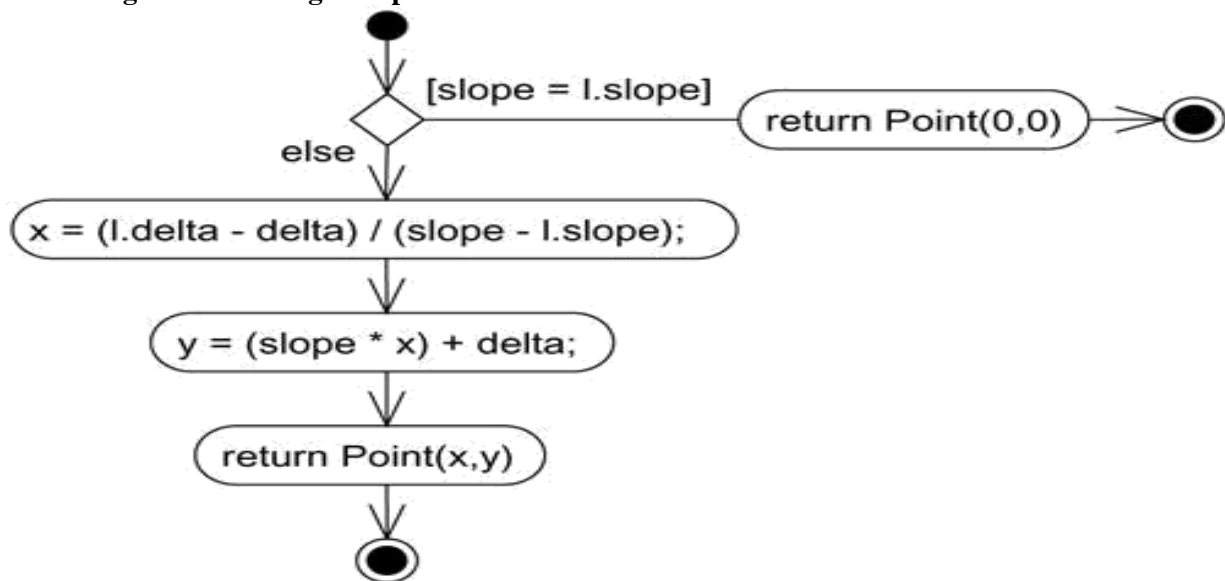 [slope = l.slope]
return Point(0,0)
else
x = (l.delta - delta) / (slope - l.slope);
y = (slope * x) + delta;
return Point(x,y)